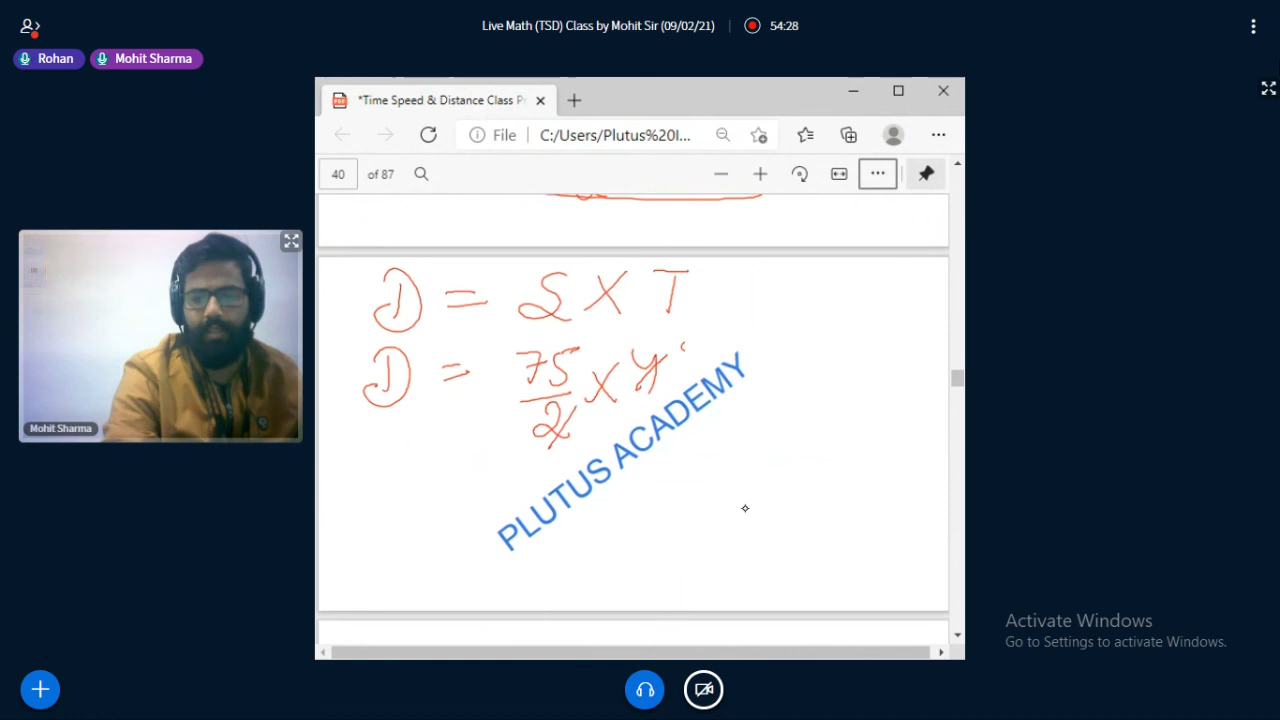 Live Math (TSD) Class by Mohit Sir (09/02/21)
54:28
Rohan
Mohit Sharma
*Time Speed & Distance Class Pr
File
C:/Users/Plutus%20I...
40 of 87
D = S X T
D = 75/2 X 4
PLUTUS ACADEMY
Mohit Sharma
Activate Windows
Go to Settings to activate Windows.